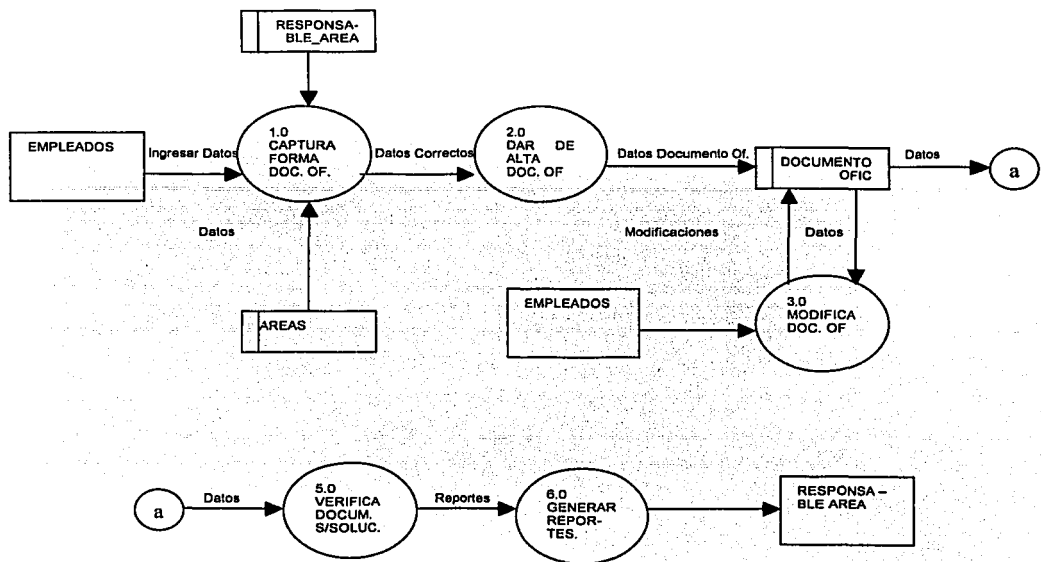 RESPONSA-
BLE_AREA
EMPLEADOS
Ingresar Datos
1.0
CAPTURA
FORMA
DOC. OF.
Datos Correctos
2.0
DAR DE
ALTA
DOC. OF
Datos Documento Of.
DOCUMENTO
OFIC
Datos
a
Datos
Modificaciones
Datos
AREAS
EMPLEADOS
3.0
MODIFICA
DOC. OF
a
Datos
5.0
VERIFICA
DOCUM.
S/SOLUC.
Reportes
6.0
GENERAR
REPOR-
TES.
RESPONSA –
BLE AREA